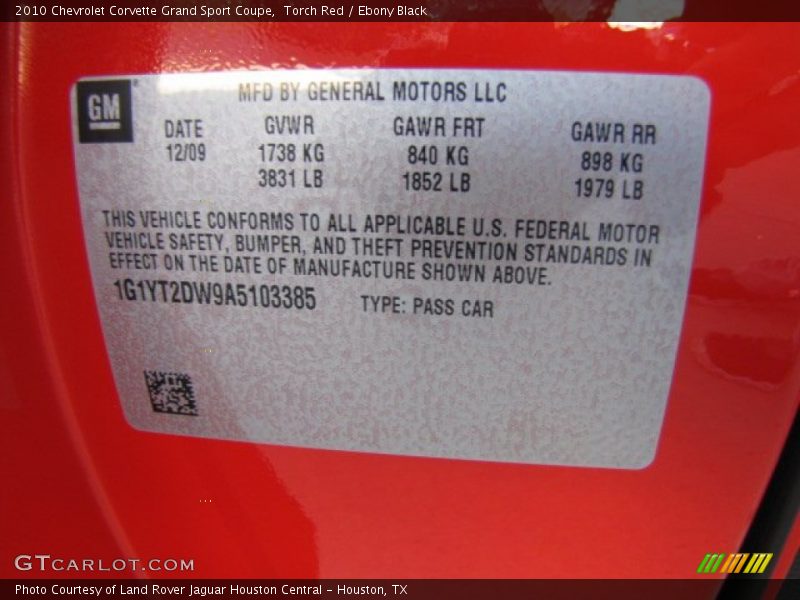 2010 Chevrolet Corvette Grand Sport Coupe, Torch Red / Ebony Black
GM
MFD BY GENERAL MOTORS LLC
DATE GVWR GAWR FRT GAWR RR
12/09 1738 KG 840 KG 898 KG
3831 LB 1852 LB 1979 LB
THIS VEHICLE CONFORMS TO ALL APPLICABLE U.S. FEDERAL MOTOR
VEHICLE SAFETY, BUMPER, AND THEFT PREVENTION STANDARDS IN
EFFECT ON THE DATE OF MANUFACTURE SHOWN ABOVE.
1G1YT2DW9A5103385 TYPE: PASS CAR
GTCARLOT.COM
Photo Courtesy of Land Rover Jaguar Houston Central - Houston, TX